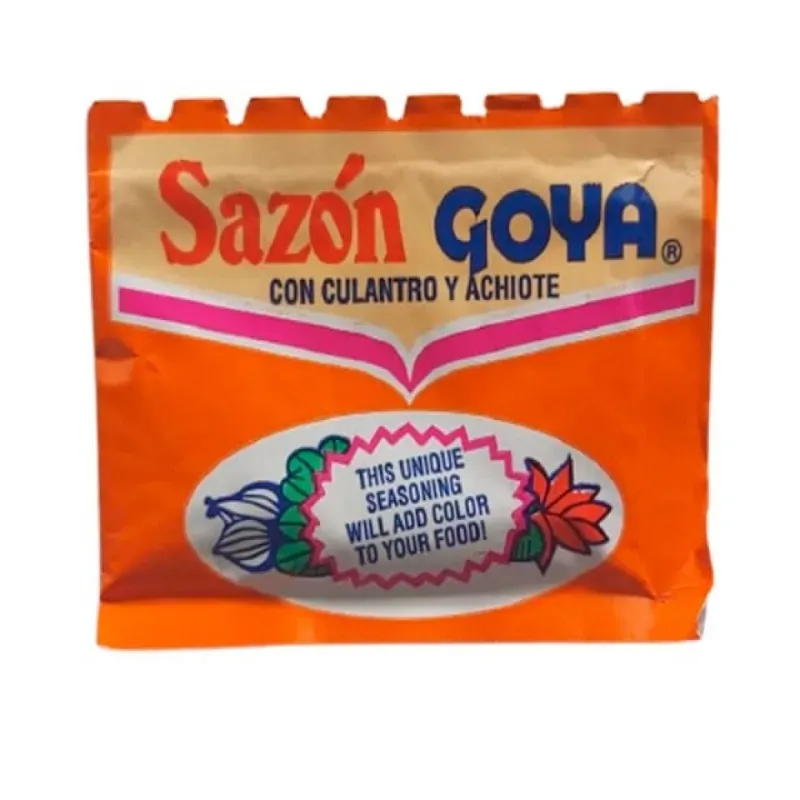 Sazón GOYA®
CON CULANTRO Y ACHIOTE
THIS UNIQUE
SEASONING
WILL ADD COLOR
TO YOUR FOOD!